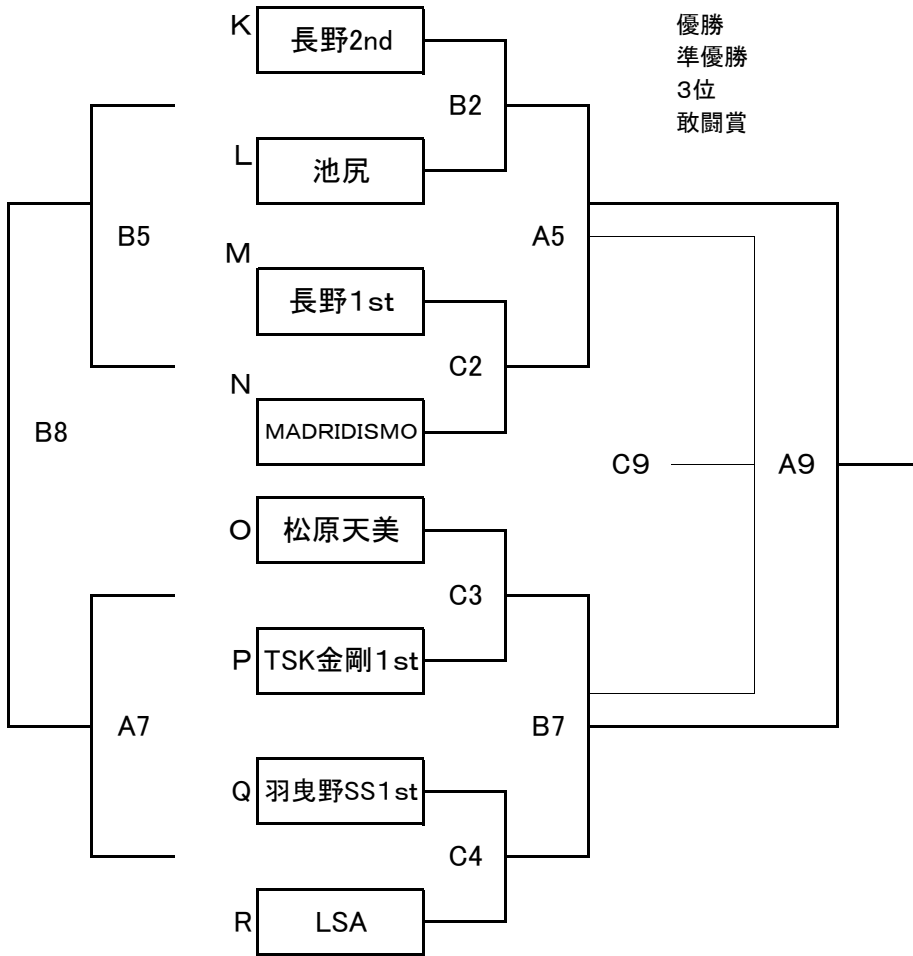 K
長野2nd
優勝
準優勝
3位
敢闘賞
B2
L
池尻
B5
A5
M
長野１st
C2
N
MADRIDISMO
B8
C9
A9
O
松原天美
C3
P
TSK金剛１st
A7
B7
Q
羽曳野SS１st
C4
R
LSA